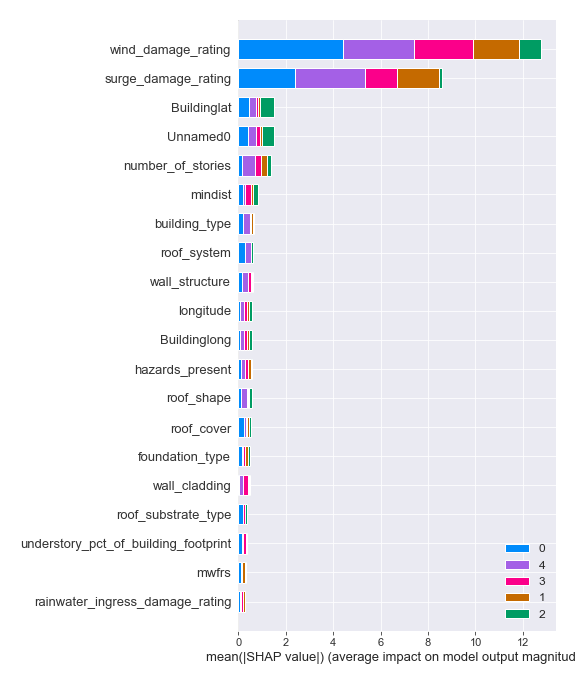 wind_damage_rating
surge_damage_rating
Buildinglat
Unnamed0
number_of_stories
mindist
building_type
roof_system
wall_structure
longitude
Buildinglong
hazards_present
roof_shape
roof_cover
foundation_type
wall_cladding
roof_substrate_type
understory_pct_of_building_footprint
mwfrs
rainwater_ingress_damage_rating
0
4
3
1
2
0 2 4 6 8 10 12
mean(|SHAP value|) (average impact on model output magnitud